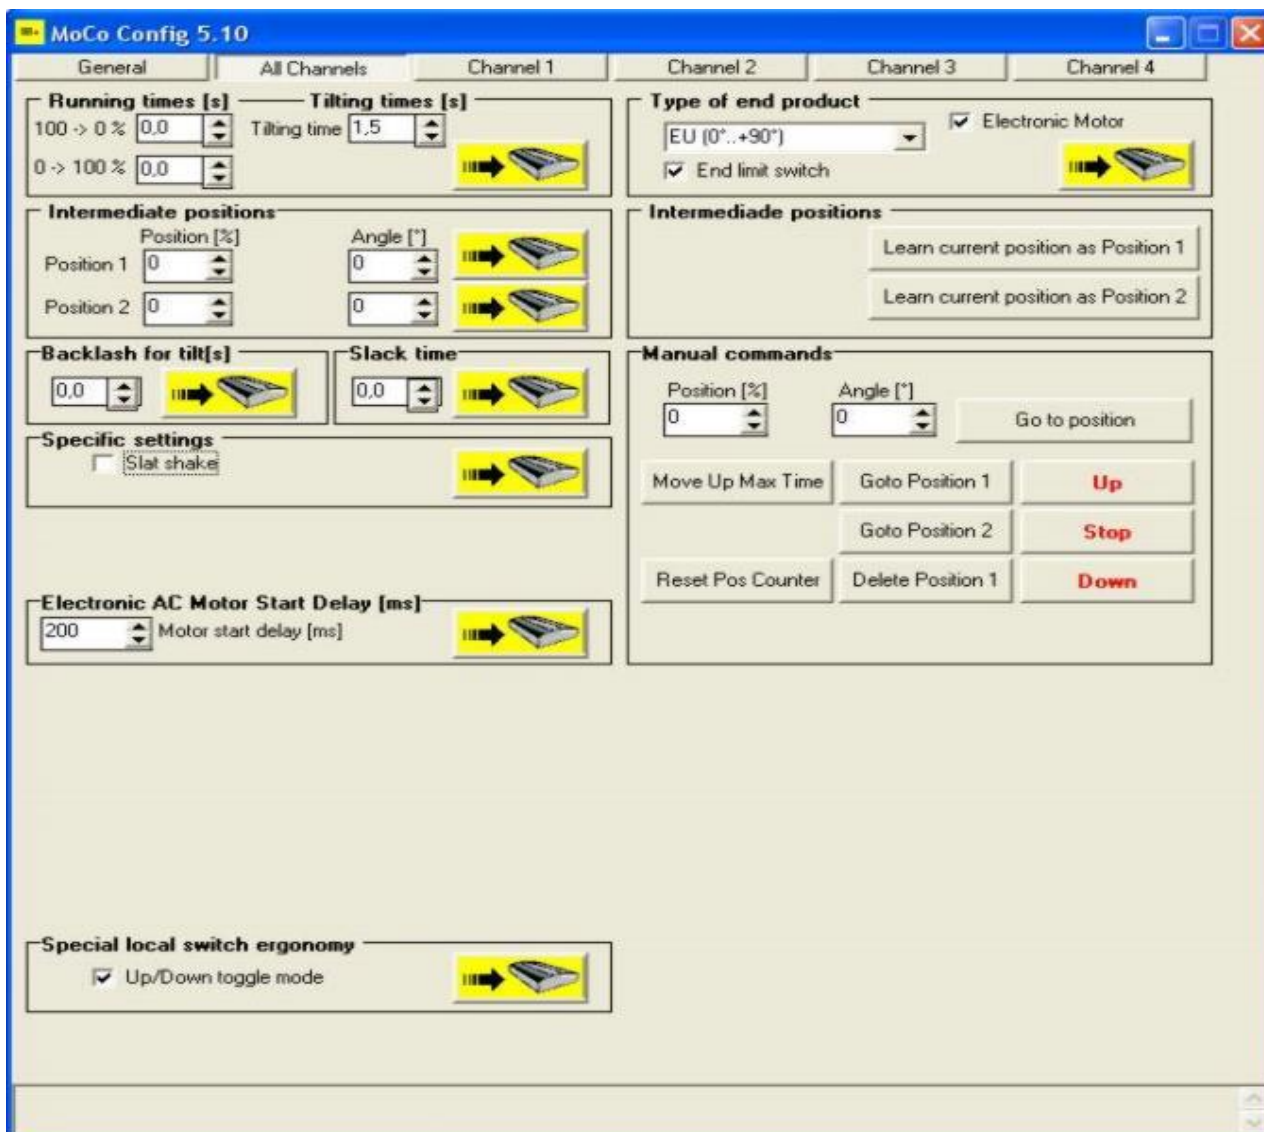 MoCo Config 5.10
General All Channels Channel 1 Channel 2 Channel 3 Channel 4
Running times [s] Tilting times [s]
100 -> 0 % 0,0 Tilting time 1,5
0 -> 100 % 0,0
Type of end product
EU (0°..+90°) Electronic Motor
End limit switch
Intermediate positions
Position [%] Angle [°]
Position 1 0 0
Position 2 0 0
Intermediade positions
Learn current position as Position 1
Learn current position as Position 2
Backlash for tilt[s] Slack time
0,0 0,0
Specific settings
Slat shake
Manual commands
Position [%] Angle [°]
0 0 Go to position
Move Up Max Time Goto Position 1 Up
Goto Position 2 Stop
Reset Pos Counter Delete Position 1 Down
Electronic AC Motor Start Delay [ms]
200 Motor start delay [ms]
Special local switch ergonomy
Up/Down toggle mode